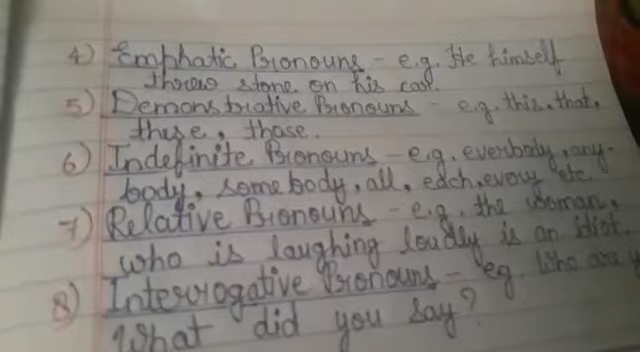 4) Emphatic Pronouns - e.g. He himself
throws stone on his car.
5) Demonstrative Pronouns - e.g. this, that,
these, those.
6) Indefinite Pronouns - e.g. everbody, any-
body, somebody, all, each, every etc.
7) Relative Pronouns - e.g. the woman,
who is laughing loudly is an idiot.
8) Interrogative Pronouns - eg. Who are
What did you say?